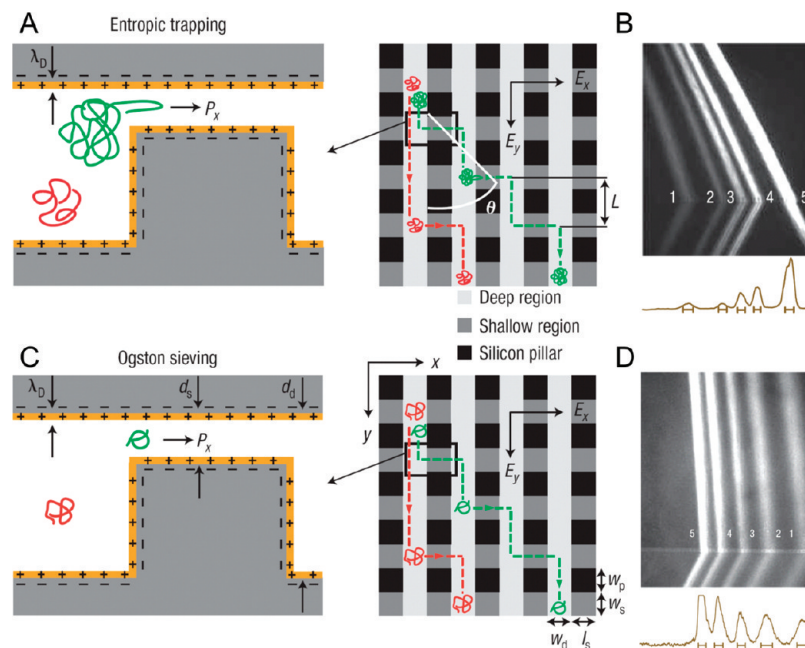 A
Entropic trapping
λD
Px
Ex
Ey
θ
L
Deep region
Shallow region
Silicon pillar
B
1 2 3 4 5
C
Ogston sieving
λD
ds
dd
Px
x
y
Ex
Ey
wp
ws
wd
ls
D
5 4 3 2 1